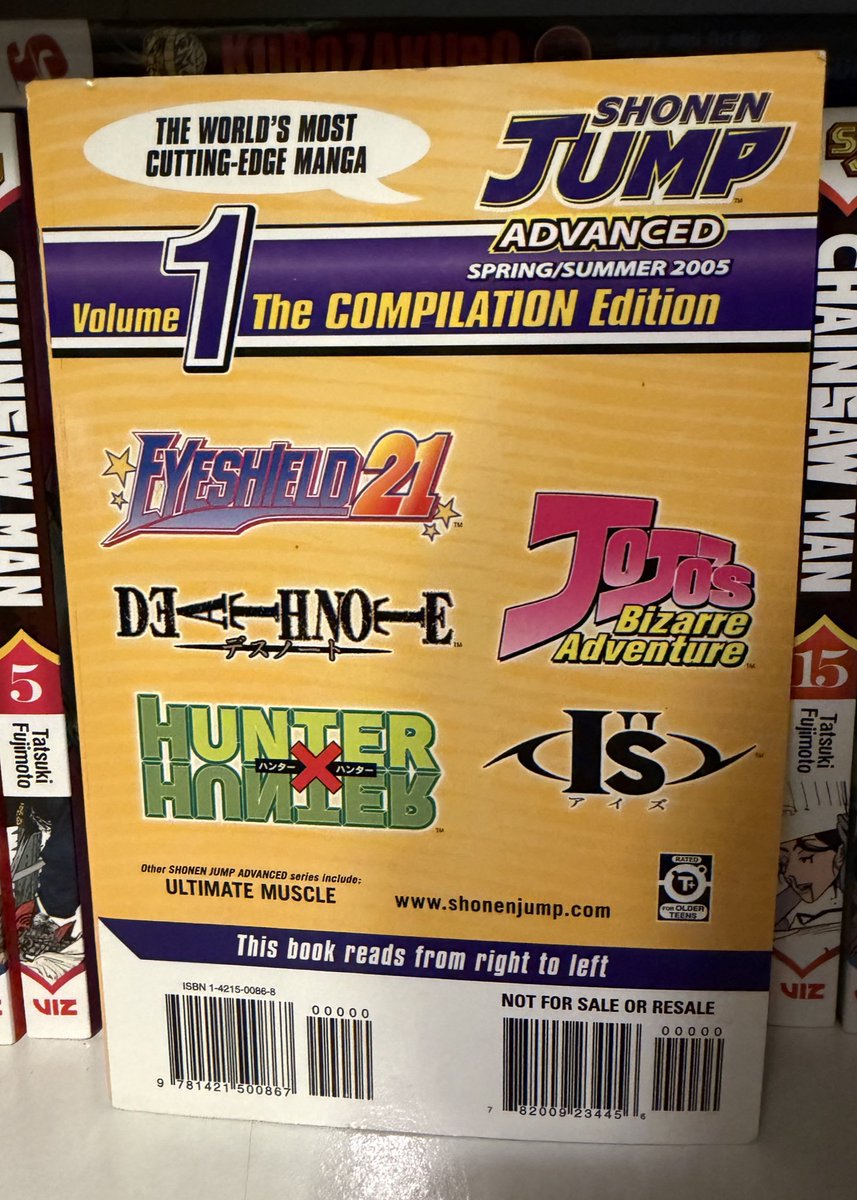 KUROZAKURO
THE WORLD'S MOST
CUTTING-EDGE MANGA
SHONEN
JUMP
ADVANCED
SPRING/SUMMER 2005
Volume 1 The COMPILATION Edition
EYESHIELD 21
JOJO'S
Bizarre
Adventure
DEATH NOTE
デスノート
HUNTER
ハンター × ハンター
HUNTER
I"s
アイズ
Other SHONEN JUMP ADVANCED series include:
ULTIMATE MUSCLE
www.shonenjump.com
RATED
T+
FOR OLDER
TEENS
This book reads from right to left
ISBN 1-4215-0086-8
00000
9 781421 500867
NOT FOR SALE OR RESALE
00000
7 82009 23445 6
CHAINSAW MAN
5
Tatsuki
Fujimoto
VIZ
CHAINSAW MAN
15
Tatsuki
Fujimoto
VIZ